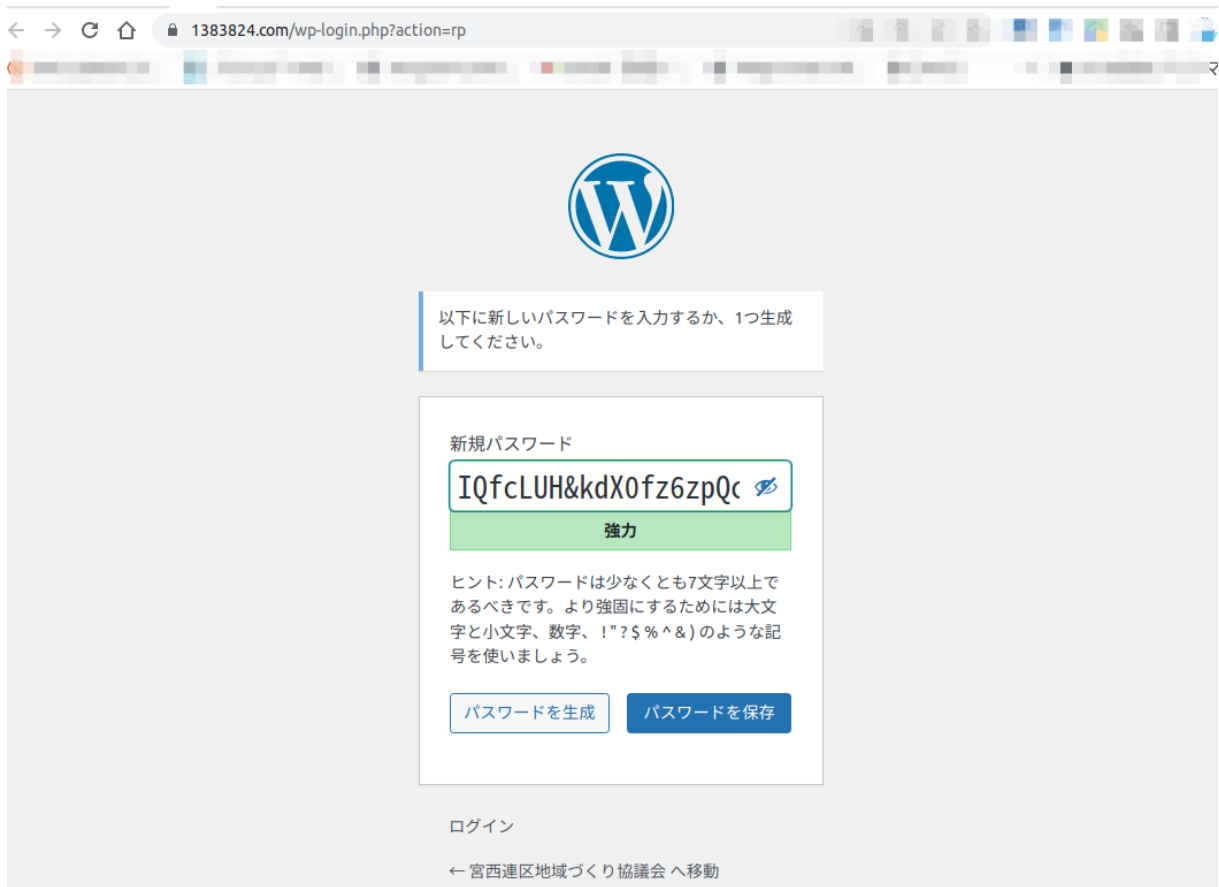 1383824.com/wp-login.php?action=rp
以下に新しいパスワードを入力するか、1つ生成
してください。
新規パスワード
IQfcLUH&kdX0fz6zpQc
強力
ヒント: パスワードは少なくとも7文字以上で
あるべきです。より強固にするためには大文
字と小文字、数字、 ! " ? $ % ^ & ) のような記
号を使いましょう。
パスワードを生成
パスワードを保存
ログイン
← 宮西連区地域づくり協議会 へ移動